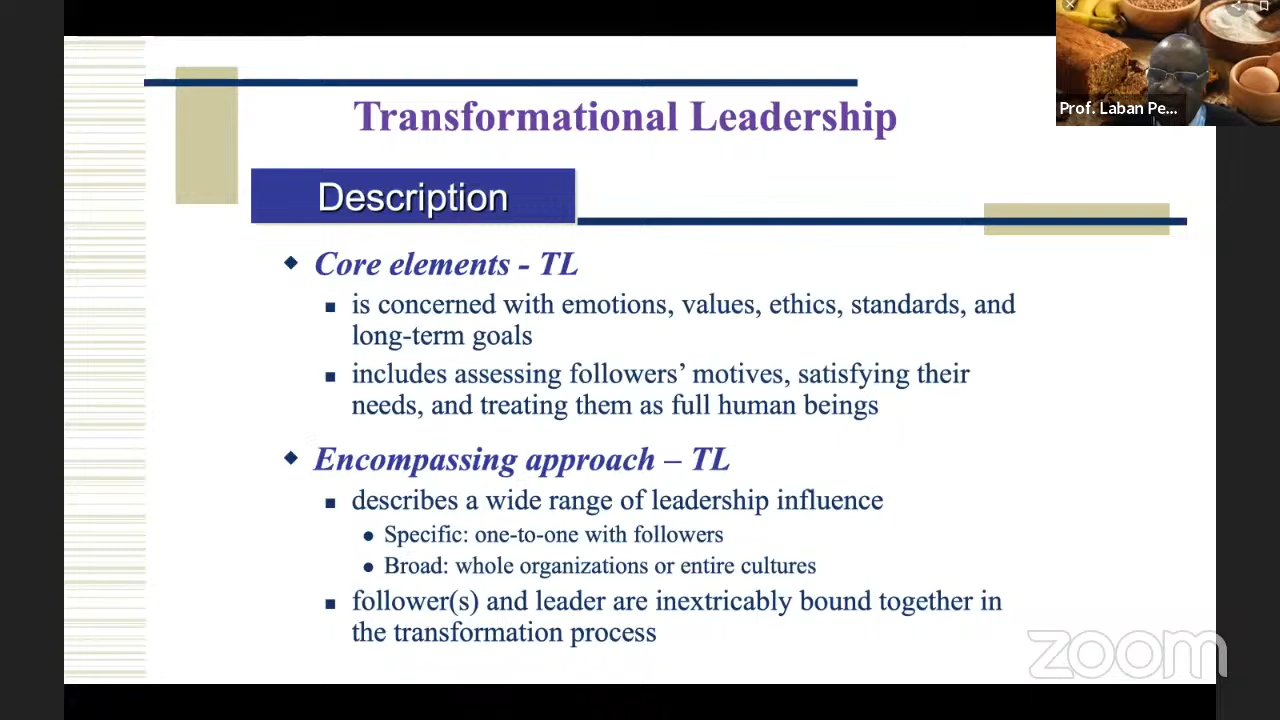 Transformational Leadership
Prof. Laban Pe...
Description
Core elements - TL
is concerned with emotions, values, ethics, standards, and
long-term goals
includes assessing followers' motives, satisfying their
needs, and treating them as full human beings
Encompassing approach – TL
describes a wide range of leadership influence
Specific: one-to-one with followers
Broad: whole organizations or entire cultures
follower(s) and leader are inextricably bound together in
the transformation process
zoom